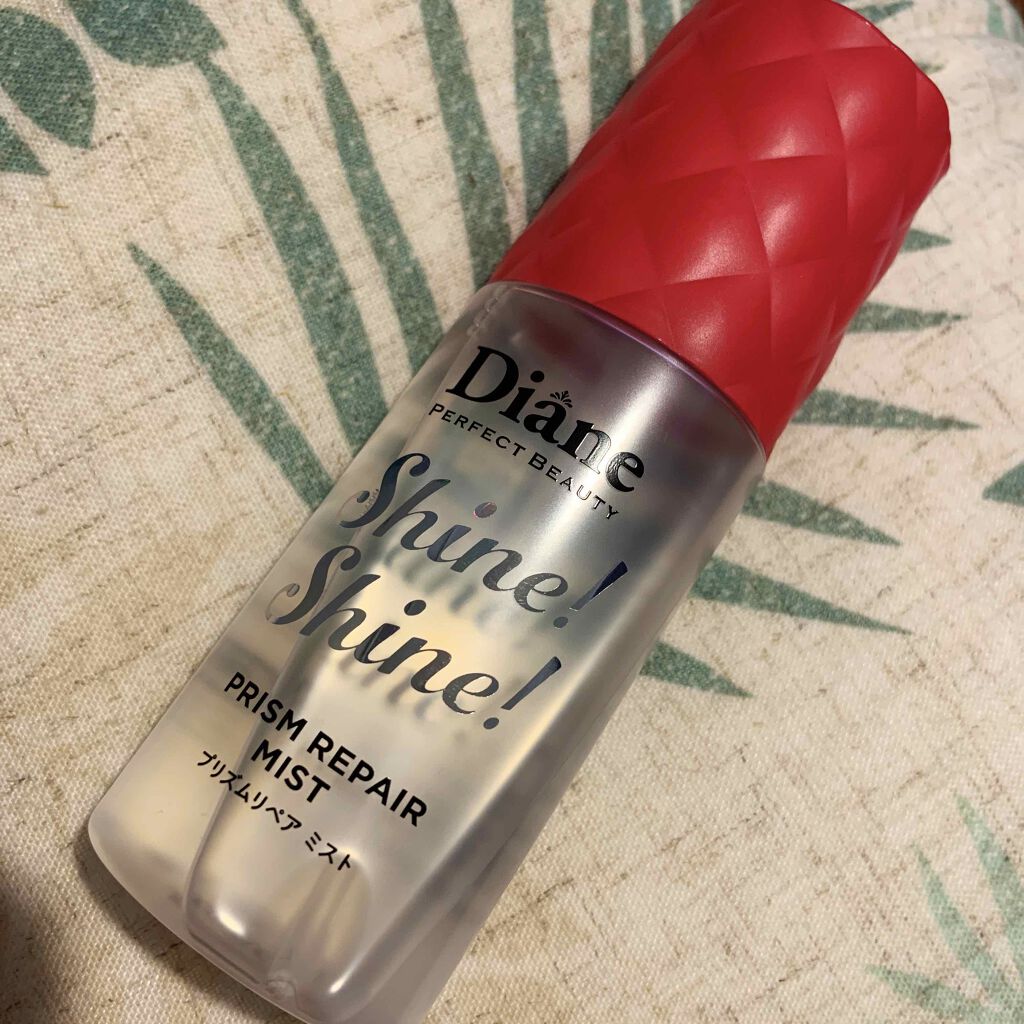 Diane
PERFECT BEAUTY
Shine!
Shine!
PRISM REPAIR
MIST
プリズムリペア ミスト